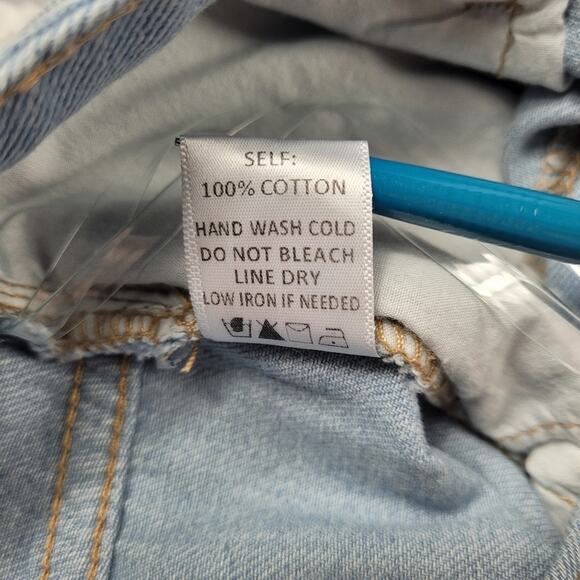 SELF:
100% COTTON
HAND WASH COLD
DO NOT BLEACH
LINE DRY
LOW IRON IF NEEDED